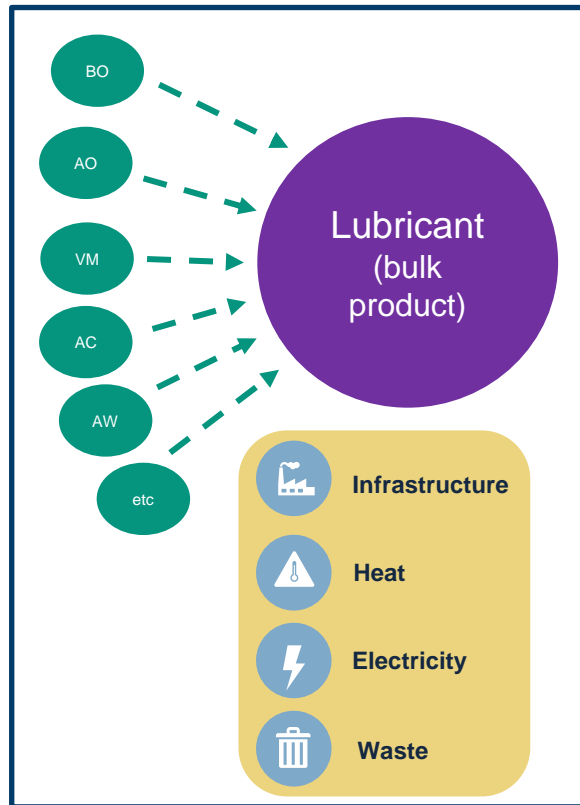 BO
AO
VM
AC
AW
etc
Lubricant
(bulk
product)
Infrastructure
Heat
Electricity
Waste